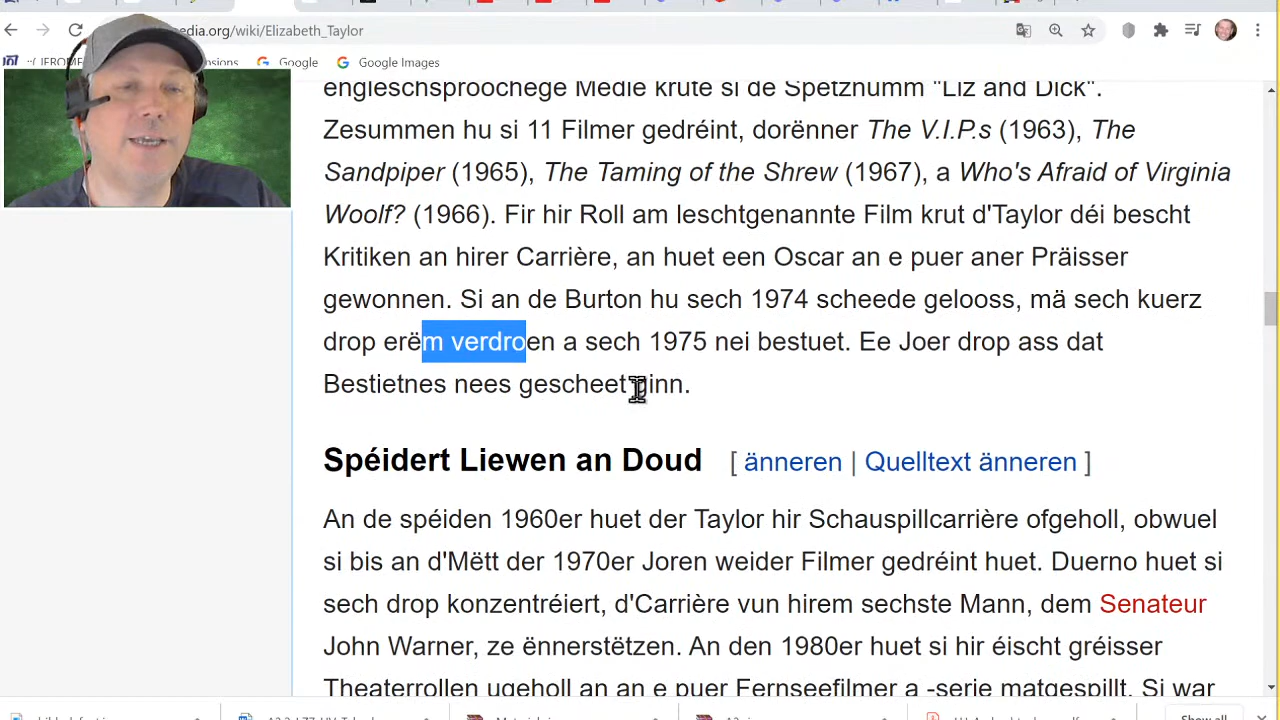 edia.org/wiki/Elizabeth_Taylor
Google
Google Images
engleschsproochege Medie krute si de Spetznumm "Liz and Dick".
Zesummen hu si 11 Filmer gedréint, dorënner The V.I.P.s (1963), The
Sandpiper (1965), The Taming of the Shrew (1967), a Who's Afraid of Virginia
Woolf? (1966). Fir hir Roll am leschtgenannte Film krut d'Taylor déi bescht
Kritiken an hirer Carrière, an huet een Oscar an e puer aner Präisser
gewonnen. Si an de Burton hu sech 1974 scheede gelooss, mä sech kuerz
drop erëm verdroen a sech 1975 nei bestuet. Ee Joer drop ass dat
Bestietnes nees gescheet ginn.
Spéidert Liewen an Doud [ änneren | Quelltext änneren ]
An de spéiden 1960er huet der Taylor hir Schauspillcarrière ofgeholl, obwuel
si bis an d'Mëtt der 1970er Joren weider Filmer gedréint huet. Duerno huet si
sech drop konzentréiert, d'Carrière vun hirem sechste Mann, dem Senateur
John Warner, ze ënnerstëtzen. An den 1980er huet si hir éischt gréisser
Theaterrollen ugeholl an an e puer Fernseefilmer a -serie matgespillt. Si war
Show all